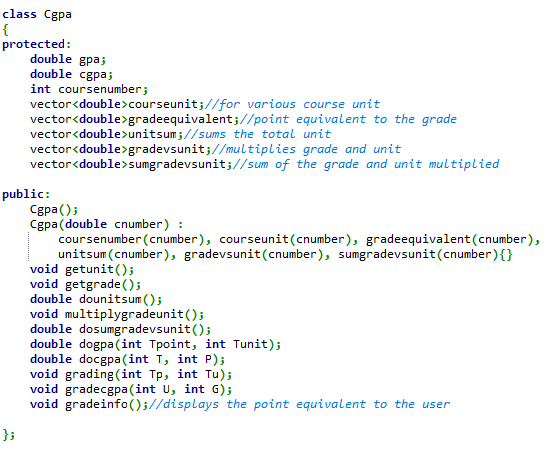 class Cgpa
{
protected:
    double gpa;
    double cgpa;
    int coursenumber;
    vector<double>courseunit;//for various course unit
    vector<double>gradeequivalent;//point equivalent to the grade
    vector<double>unitsum;//sums the total unit
    vector<double>gradevsunit;//multiplies grade and unit
    vector<double>sumgradevsunit;//sum of the grade and unit multiplied

public:
    Cgpa();
    Cgpa(double cnumber) :
        coursenumber(cnumber), courseunit(cnumber), gradeequivalent(cnumber),
        unitsum(cnumber), gradevsunit(cnumber), sumgradevsunit(cnumber){}
    void getunit();
    void getgrade();
    double dounitsum();
    void multiplygradeunit();
    double dosumgradevsunit();
    double dogpa(int Tpoint, int Tunit);
    double docgpa(int T, int P);
    void grading(int Tp, int Tu);
    void gradecgpa(int U, int G);
    void gradeinfo();//displays the point equivalent to the user

};